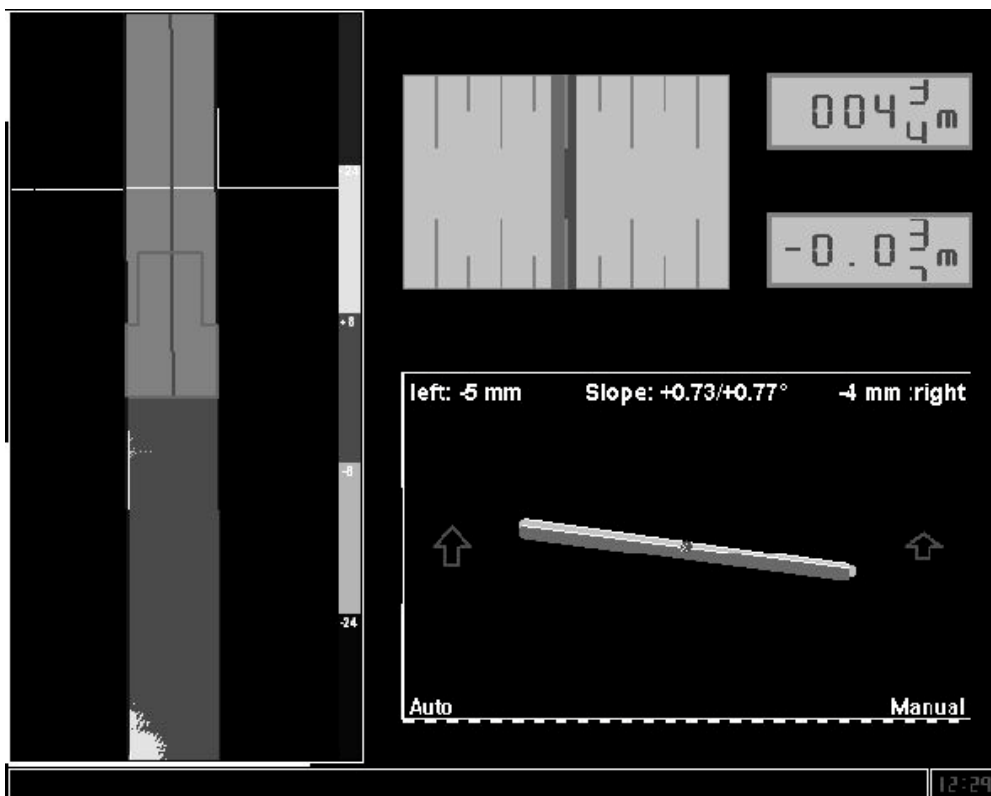 004 3/4 m
-0.0 3/7 m
+24
+8
-8
-24
left: -5 mm Slope: +0.73/+0.77° -4 mm :right
Auto Manual
12:29